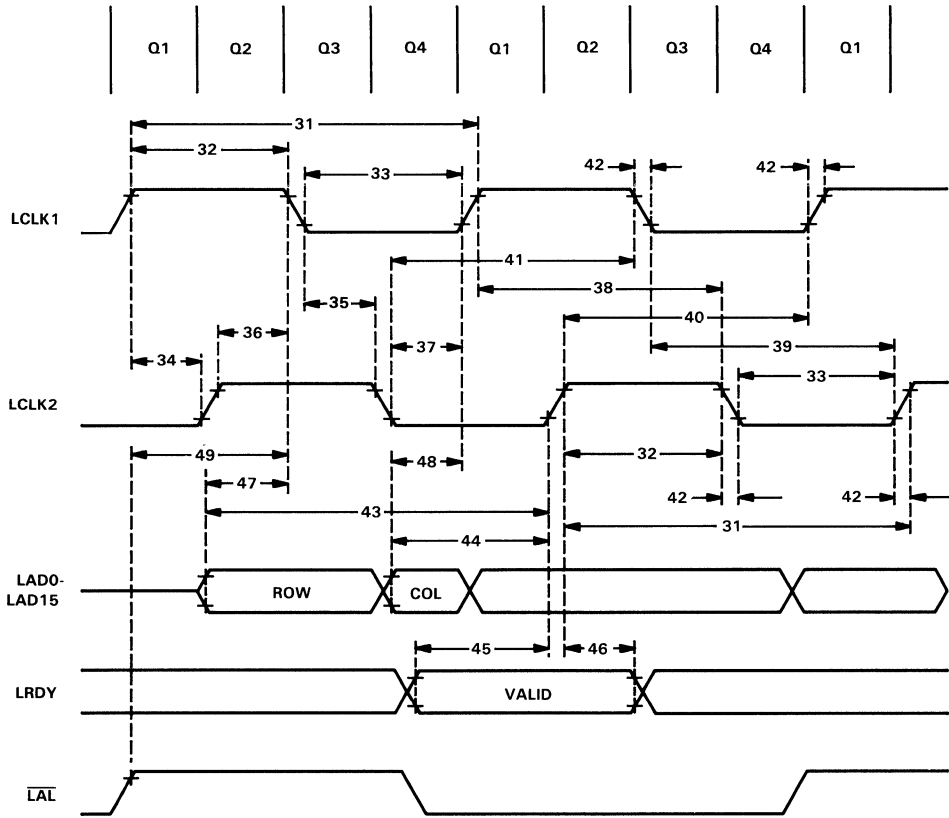 Q1 Q2 Q3 Q4 Q1 Q2 Q3 Q4 Q1
31
32
42 42
33
LCLK1
41
38
35
40
36
37
39
34
33
LCLK2
49
48
32
47
42 42
43
31
44
LAD0-
LAD15
ROW COL
45 46
LRDY
VALID
LAL